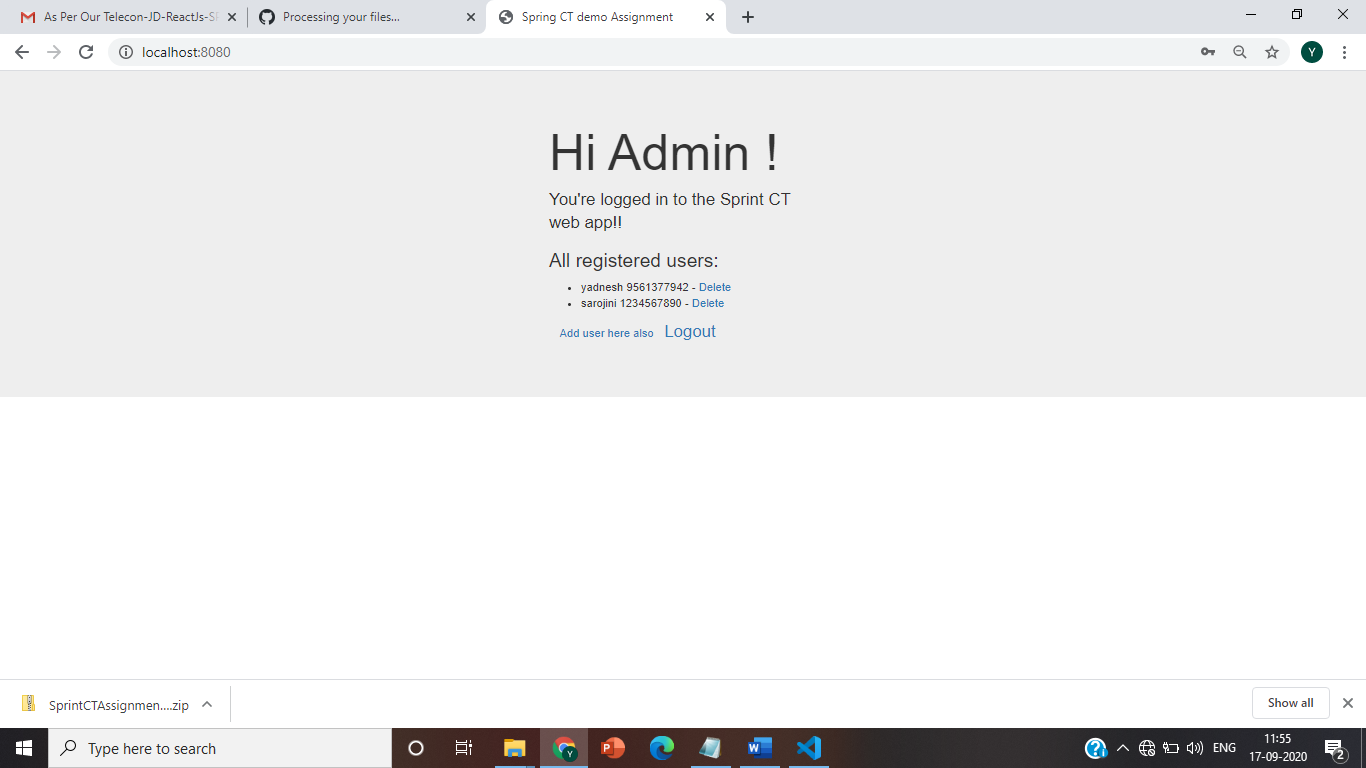 As Per Our Telecon-JD-ReactJs-SF
Processing your files...
Spring CT demo Assignment
localhost:8080
Y
Hi Admin !
You're logged in to the Sprint CT
web app!!
All registered users:
yadnesh 9561377942 - Delete
sarojini 1234567890 - Delete
Add user here also Logout
SprintCTAssignmen....zip
Show all
Type here to search
Y
ENG
11:55
17-09-2020
2